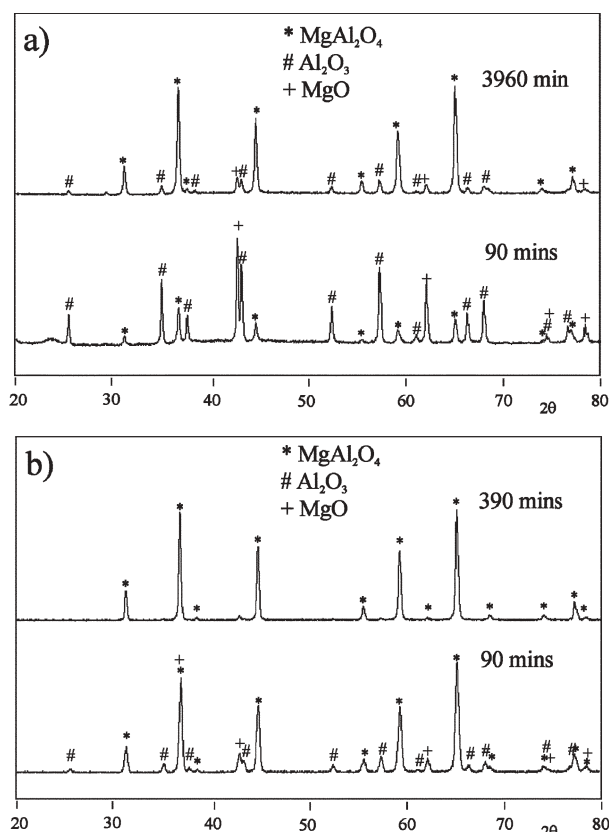 a)
* MgAl₂O₄
# Al₂O₃
+ MgO
3960 min
* # * # * # + # * # * # * # + # * # # * * +
90 mins
# * # * # + # * # * # * # + * # # * # + # * +
20 30 40 50 60 70 80
2θ
b)
* MgAl₂O₄
# Al₂O₃
+ MgO
390 mins
* * * * * * * * * * * *
90 mins
# * # + * # * + # * # * # * # + * # # * # * + # * + *
20 30 40 50 60 70 80
2θ